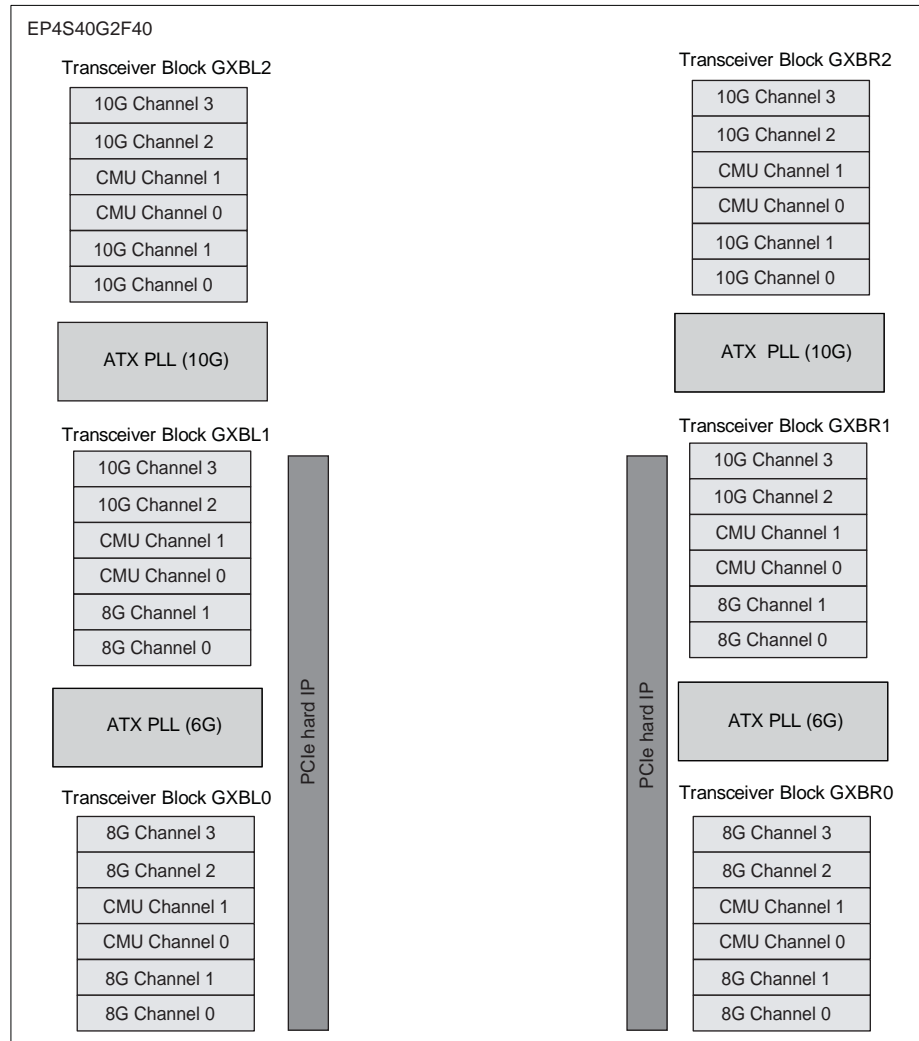 EP4S40G2F40
Transceiver Block GXBL2
10G Channel 3
10G Channel 2
CMU Channel 1
CMU Channel 0
10G Channel 1
10G Channel 0
ATX PLL (10G)
Transceiver Block GXBL1
10G Channel 3
10G Channel 2
CMU Channel 1
CMU Channel 0
8G Channel 1
8G Channel 0
ATX PLL (6G)
Transceiver Block GXBL0
8G Channel 3
8G Channel 2
CMU Channel 1
CMU Channel 0
8G Channel 1
8G Channel 0
PCIe hard IP
PCIe hard IP
Transceiver Block GXBR2
10G Channel 3
10G Channel 2
CMU Channel 1
CMU Channel 0
10G Channel 1
10G Channel 0
ATX PLL (10G)
Transceiver Block GXBR1
10G Channel 3
10G Channel 2
CMU Channel 1
CMU Channel 0
8G Channel 1
8G Channel 0
ATX PLL (6G)
Transceiver Block GXBR0
8G Channel 3
8G Channel 2
CMU Channel 1
CMU Channel 0
8G Channel 1
8G Channel 0